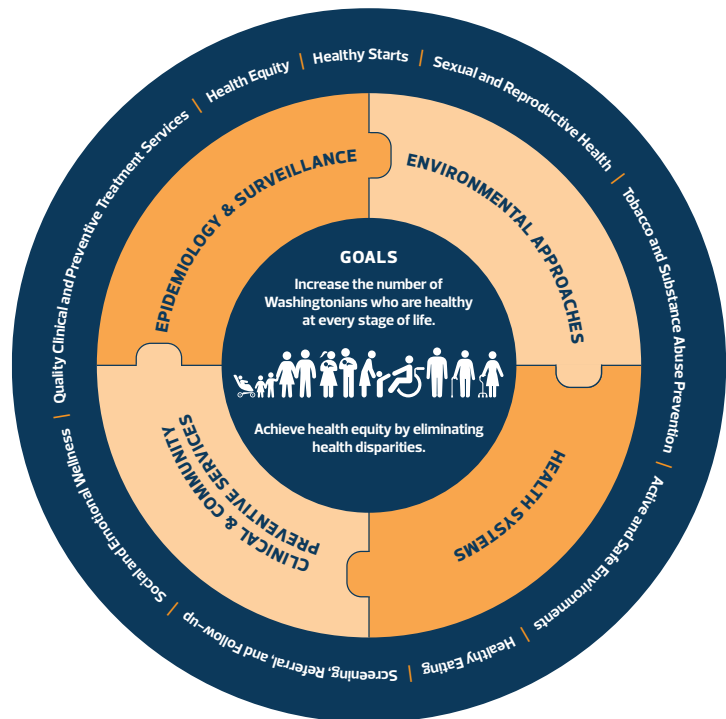 Healthy Starts
Sexual and Reproductive Health
Tobacco and Substance Abuse Prevention
Active and Safe Environments
Healthy Eating
Screening, Referral, and Follow-up
Social and Emotional Wellness
Quality Clinical and Preventive Treatment Services
Health Equity
EPIDEMIOLOGY & SURVEILLANCE
ENVIRONMENTAL APPROACHES
HEALTH SYSTEMS
CLINICAL & COMMUNITY
PREVENTIVE SERVICES
GOALS
Increase the number of
Washingtonians who are healthy
at every stage of life.
Achieve health equity by eliminating
health disparities.